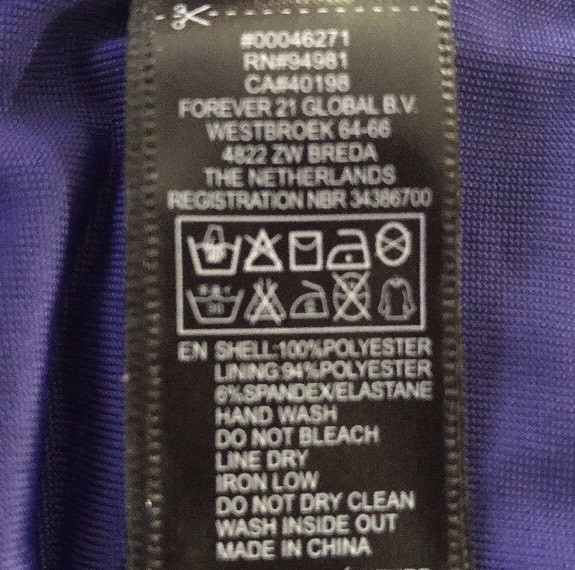 #00046271
RN#94981
CA#40198
FOREVER 21 GLOBAL B.V.
WESTBROEK 64-66
4822 ZW BREDA
THE NETHERLANDS
REGISTRATION NBR 34386700
30
EN SHELL:100%POLYESTER
LINING:94%POLYESTER
6%SPANDEX/ELASTANE
HAND WASH
DO NOT BLEACH
LINE DRY
IRON LOW
DO NOT DRY CLEAN
WASH INSIDE OUT
MADE IN CHINA